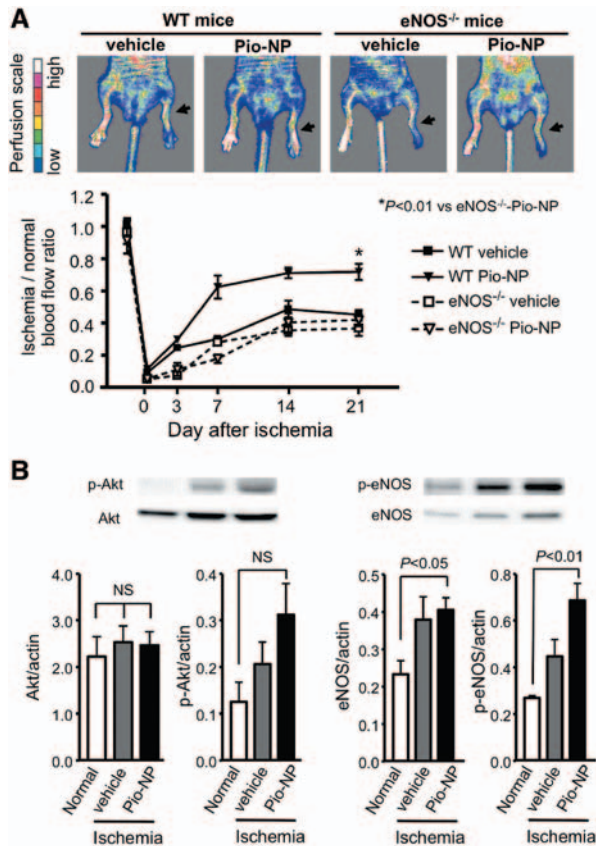 A
WT mice
eNOS⁻/⁻ mice
vehicle
Pio-NP
vehicle
Pio-NP
Perfusion scale
high
low
*P<0.01 vs eNOS⁻/⁻-Pio-NP
Ischemia / normal
blood flow ratio
1.2
1.0
0.8
0.6
0.4
0.2
0.0
*
WT vehicle
WT Pio-NP
eNOS⁻/⁻ vehicle
eNOS⁻/⁻ Pio-NP
0 3 7 14 21
Day after ischemia
B
p-Akt
Akt
p-eNOS
eNOS
Akt/actin
4.0
3.0
2.0
1.0
0.0
NS
Normal
vehicle
Pio-NP
Ischemia
p-Akt/actin
0.4
0.3
0.2
0.1
0.0
NS
Normal
vehicle
Pio-NP
Ischemia
eNOS/actin
0.5
0.4
0.3
0.2
0.1
0.0
P<0.05
Normal
vehicle
Pio-NP
Ischemia
p-eNOS/actin
0.8
0.6
0.4
0.2
0.0
P<0.01
Normal
vehicle
Pio-NP
Ischemia